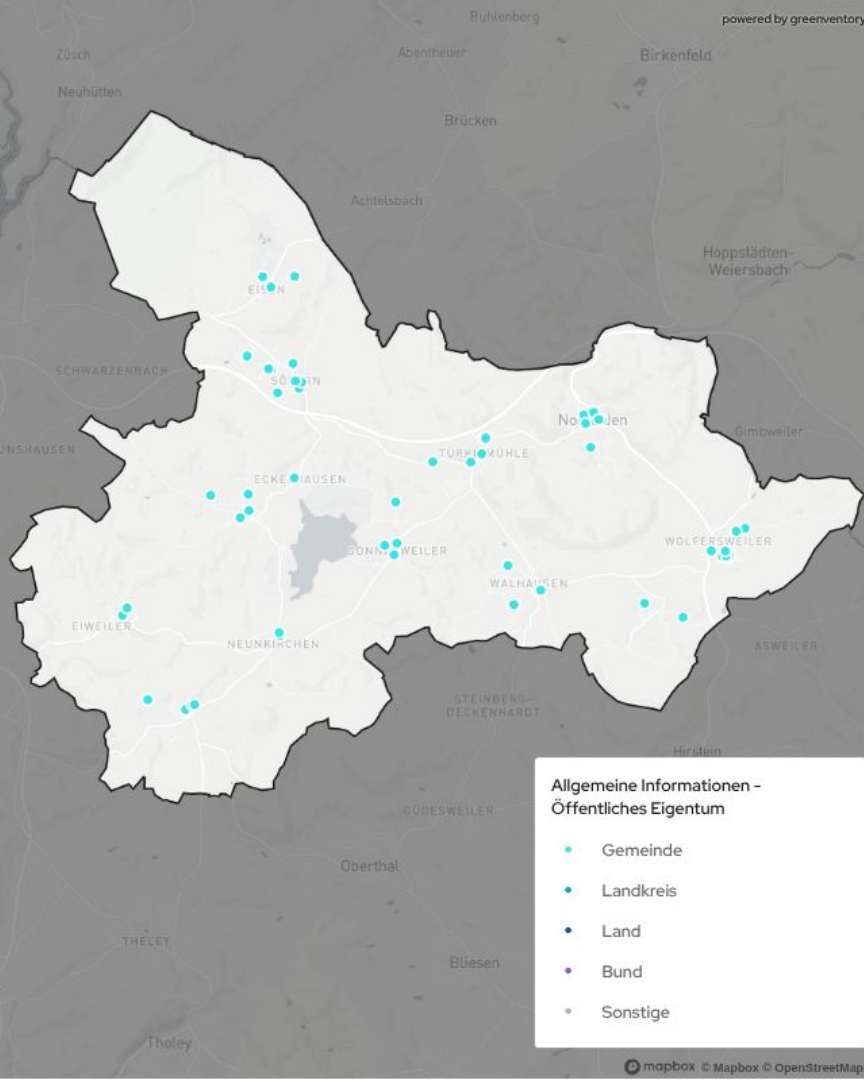 powered by greenventory
Buhlenberg
Züsch
Abentheuer
Birkenfeld
Neuhütten
Brücken
Achtelsbach
Hoppstädten-
Weiersbach
SCHWARZENBACH
Gimbweiler
UNSHAUSEN
TÜRKISMÜHLE
WOLFERSWEILER
WALHAUSEN
EIWEILER
NEUNKIRCHEN
ASWEILER
STEINBERG-
DECKENHARDT
Hirstein
Allgemeine Informationen -
Öffentliches Eigentum
GÜDESWEILER
Gemeinde
Oberthal
Landkreis
Land
THELEY
Bliesen
Bund
Sonstige
Tholey
mapbox © Mapbox © OpenStreetMap